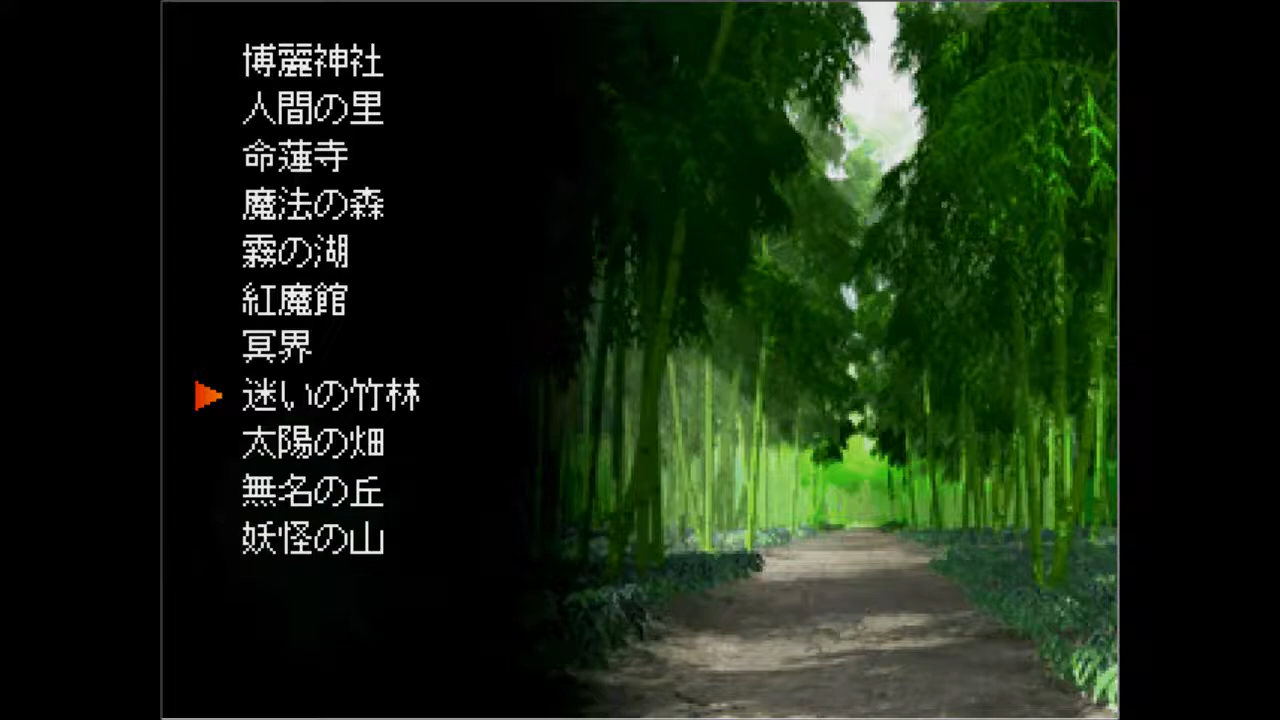 博麗神社
人間の里
命蓮寺
魔法の森
霧の湖
紅魔館
冥界
迷いの竹林
太陽の畑
無名の丘
妖怪の山